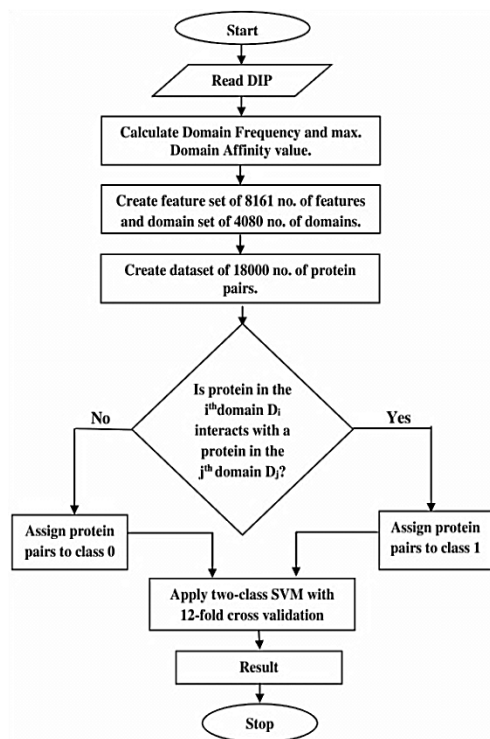 Start
Read DIP
Calculate Domain Frequency and max.
Domain Affinity value.
Create feature set of 8161 no. of features
and domain set of 4080 no. of domains.
Create dataset of 18000 no. of protein
pairs.
Is protein in the
iᵗʰdomain Dᵢ
interacts with a
protein in the
jᵗʰ domain Dⱼ?
No
Yes
Assign protein
pairs to class 0
Assign protein
pairs to class 1
Apply two-class SVM with
12-fold cross validation
Result
Stop